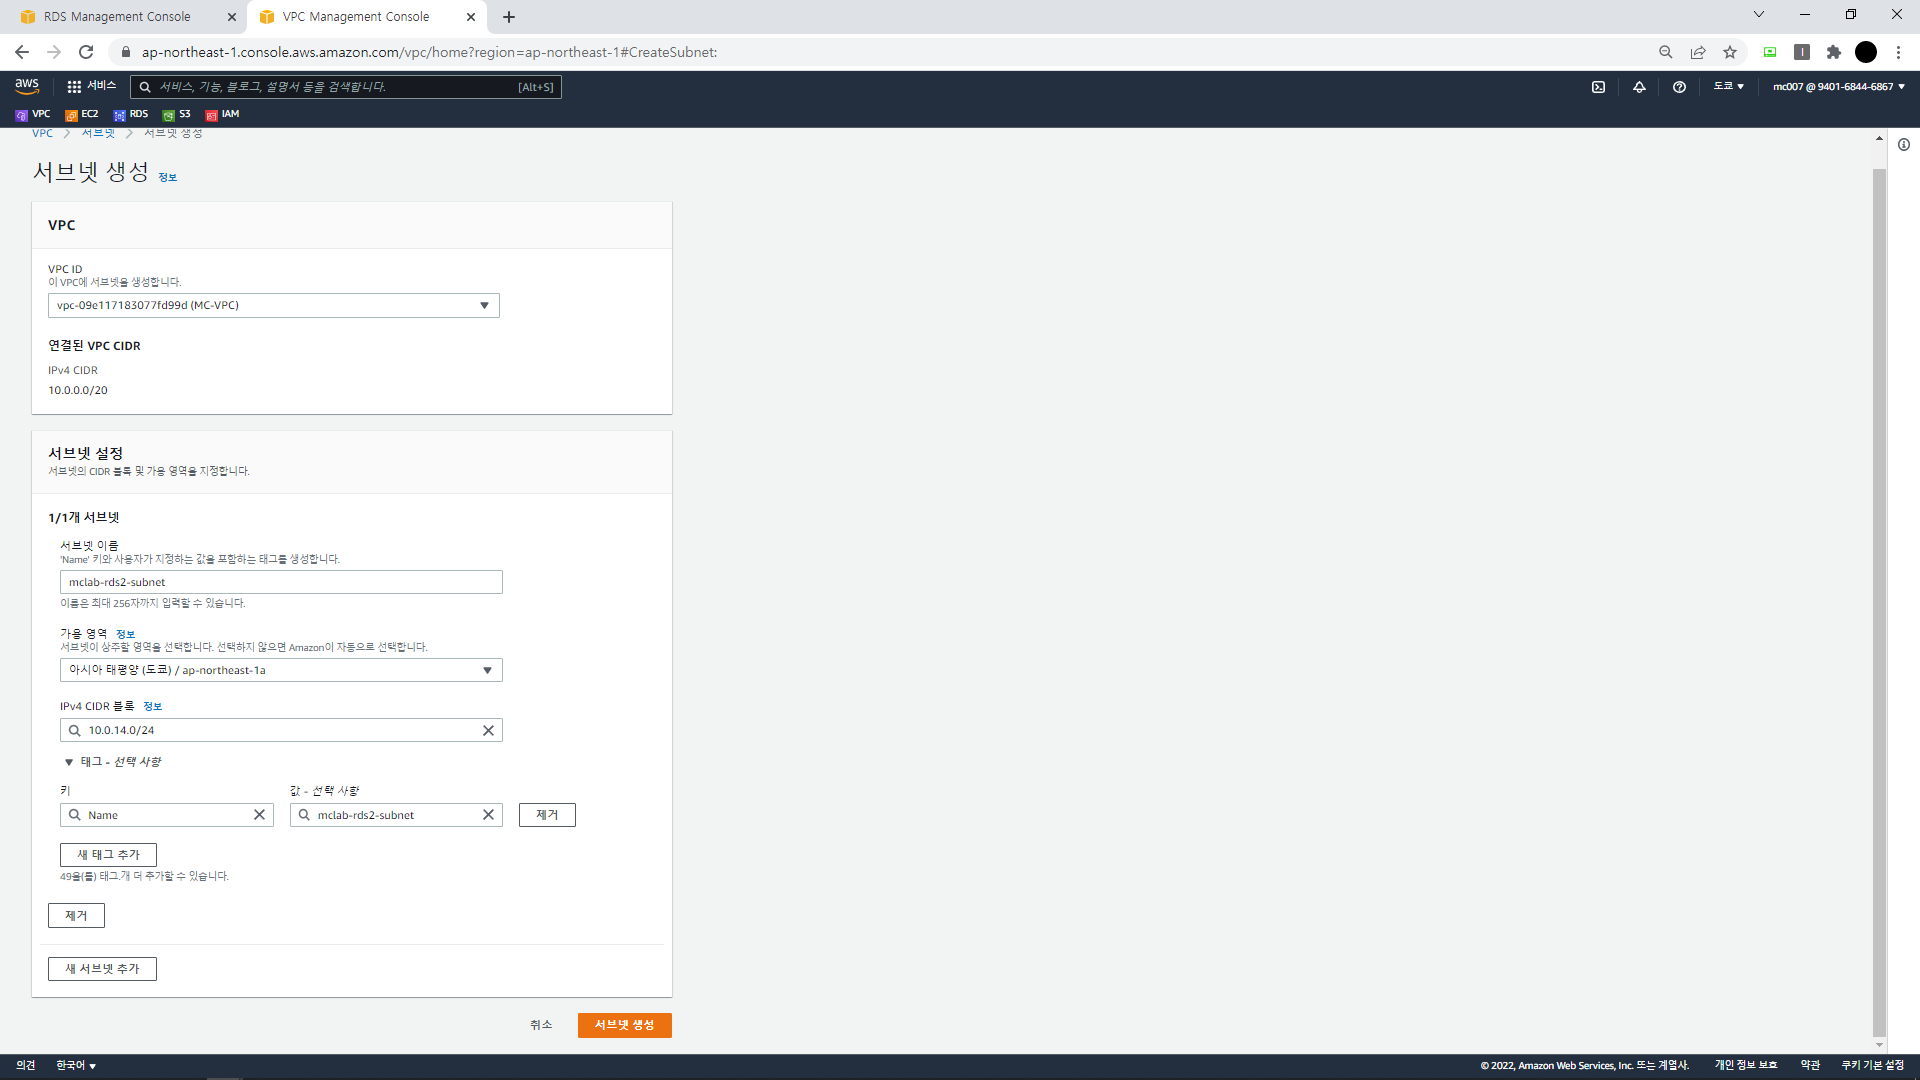 RDS Management Console
VPC Management Console
ap-northeast-1.console.aws.amazon.com/vpc/home?region=ap-northeast-1#CreateSubnet:
aws
서비스
서비스, 기능, 블로그, 설명서 등을 검색합니다.
[Alt+S]
도쿄
mc007 @ 9401-6844-6867
VPC
EC2
RDS
S3
IAM
VPC
서브넷
서브넷 생성
서브넷 생성 정보
VPC
VPC ID
이 VPC에 서브넷을 생성합니다.
vpc-09e117183077fd99d (MC-VPC)
연결된 VPC CIDR
IPv4 CIDR
10.0.0.0/20
서브넷 설정
서브넷의 CIDR 블록 및 가용 영역을 지정합니다.
1/1개 서브넷
서브넷 이름
'Name' 키와 사용자가 지정하는 값을 포함하는 태그를 생성합니다.
mclab-rds2-subnet
이름은 최대 256자까지 입력할 수 있습니다.
가용 영역 정보
서브넷이 상주할 영역을 선택합니다. 선택하지 않으면 Amazon이 자동으로 선택합니다.
아시아 태평양 (도쿄) / ap-northeast-1a
IPv4 CIDR 블록 정보
10.0.14.0/24
태그 - 선택 사항
키
값 - 선택 사항
Name
mclab-rds2-subnet
제거
새 태그 추가
49을(를) 태그.개 더 추가할 수 있습니다.
제거
새 서브넷 추가
취소
서브넷 생성
의견
한국어
© 2022, Amazon Web Services, Inc. 또는 계열사.
개인 정보 보호
약관
쿠키 기본 설정